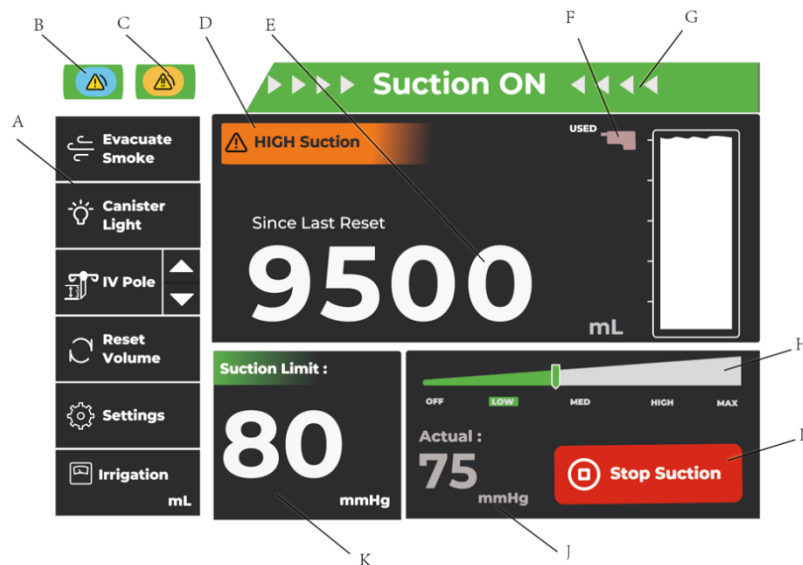 B
C
D
E
F
G
Suction ON
A
Evacuate
Smoke
Canister
Light
IV Pole
Reset
Volume
Settings
Irrigation
mL
HIGH Suction
USED
Since Last Reset
9500
mL
Suction Limit :
80
mmHg
OFF LOW MED HIGH MAX
H
Actual :
75
mmHg
Stop Suction
I
K
J